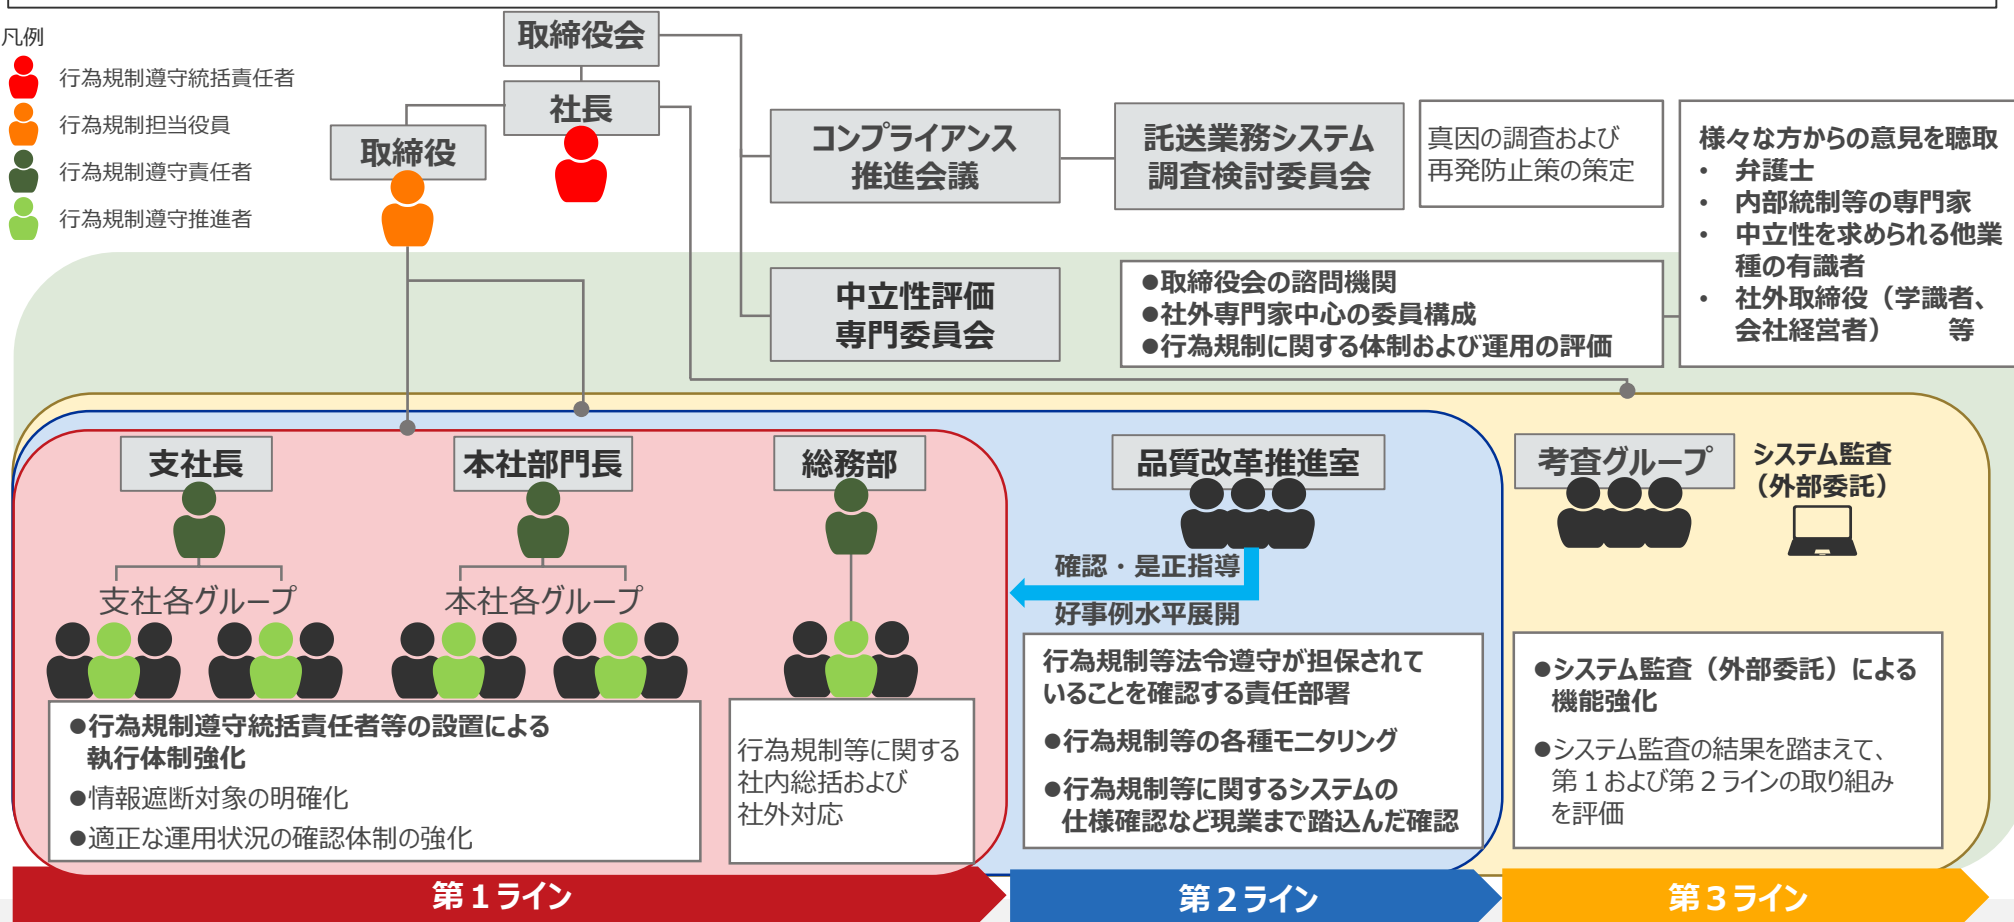 凡例
行為規制遵守統括責任者
行為規制担当役員
行為規制遵守責任者
行為規制遵守推進者
取締役会
社長
取締役
コンプライアンス
推進会議
託送業務システム
調査検討委員会
真因の調査および
再発防止策の策定
様々な方からの意見を聴取
• 弁護士
• 内部統制等の専門家
• 中立性を求められる他業
種の有識者
• 社外取締役（学識者、
会社経営者） 等
中立性評価
専門委員会
●取締役会の諮問機関
●社外専門家中心の委員構成
●行為規制に関する体制および運用の評価
支社長
本社部門長
総務部
品質改革推進室
考査グループ
システム監査
（外部委託）
支社各グループ
本社各グループ
確認・是正指導
好事例水平展開
●行為規制遵守統括責任者等の設置による
執行体制強化
●情報遮断対象の明確化
●適正な運用状況の確認体制の強化
行為規制等に関する
社内総括および
社外対応
行為規制等法令遵守が担保されて
いることを確認する責任部署
●行為規制等の各種モニタリング
●行為規制等に関するシステムの
仕様確認など現業まで踏込んだ確認
●システム監査（外部委託）による
機能強化
●システム監査の結果を踏まえて、
第１および第２ラインの取り組み
を評価
第１ライン
第２ライン
第３ライン